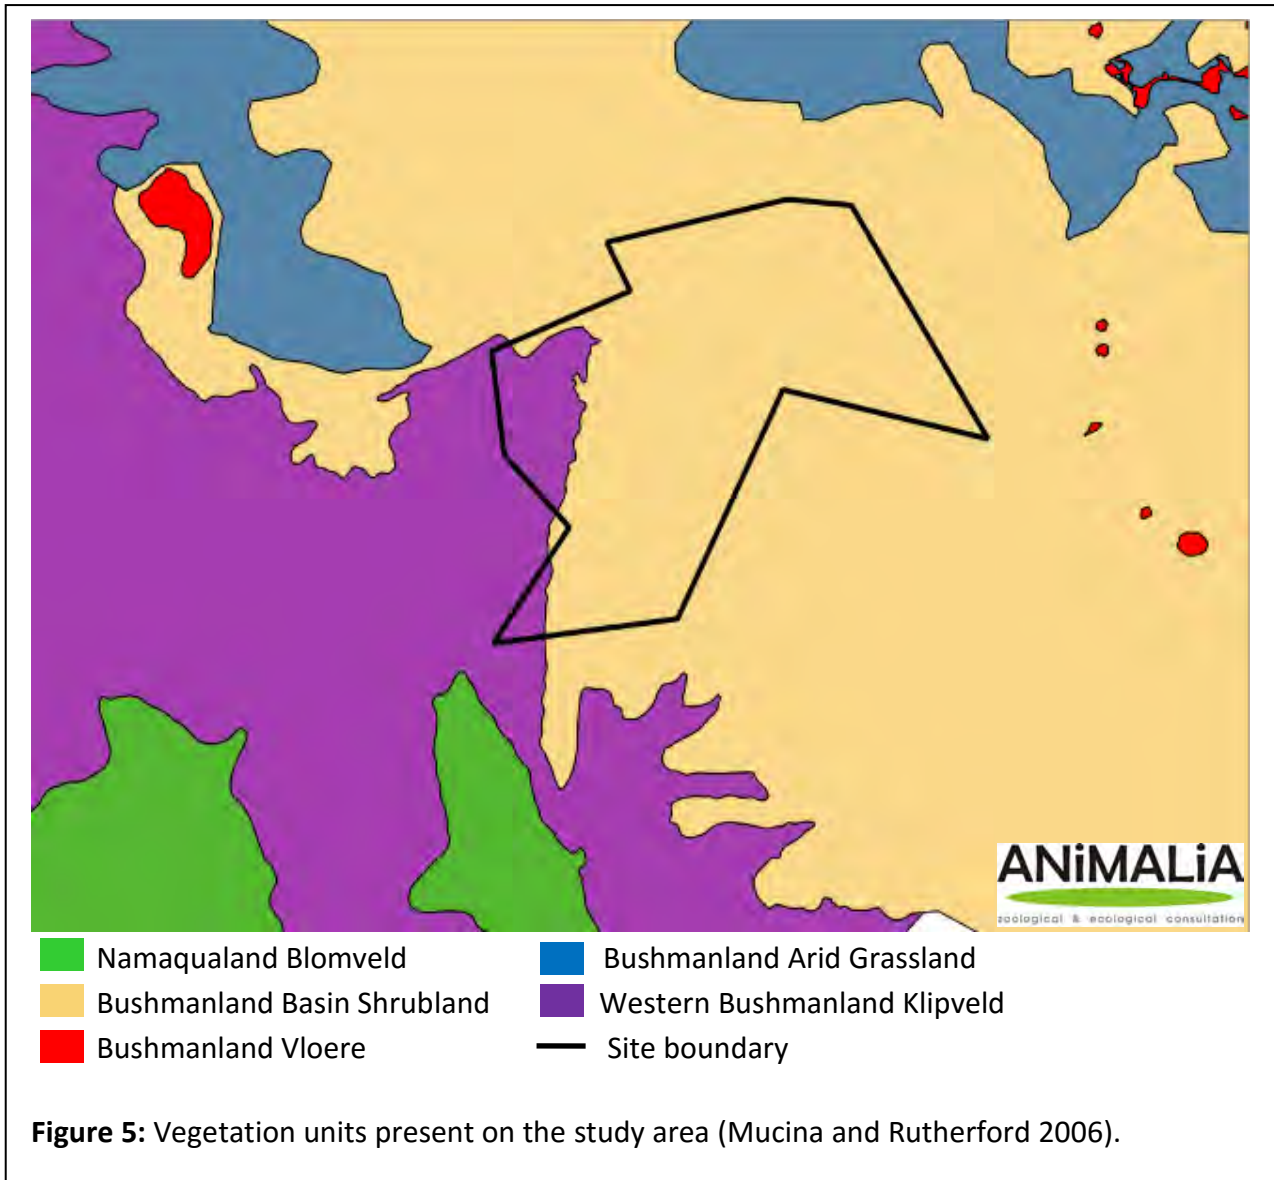 ANiMALiA
zoological & ecological consultation
Namaqualand Blomveld
Bushmanland Arid Grassland
Bushmanland Basin Shrubland
Western Bushmanland Klipveld
Bushmanland Vloere
Site boundary
Figure 5: Vegetation units present on the study area (Mucina and Rutherford 2006).